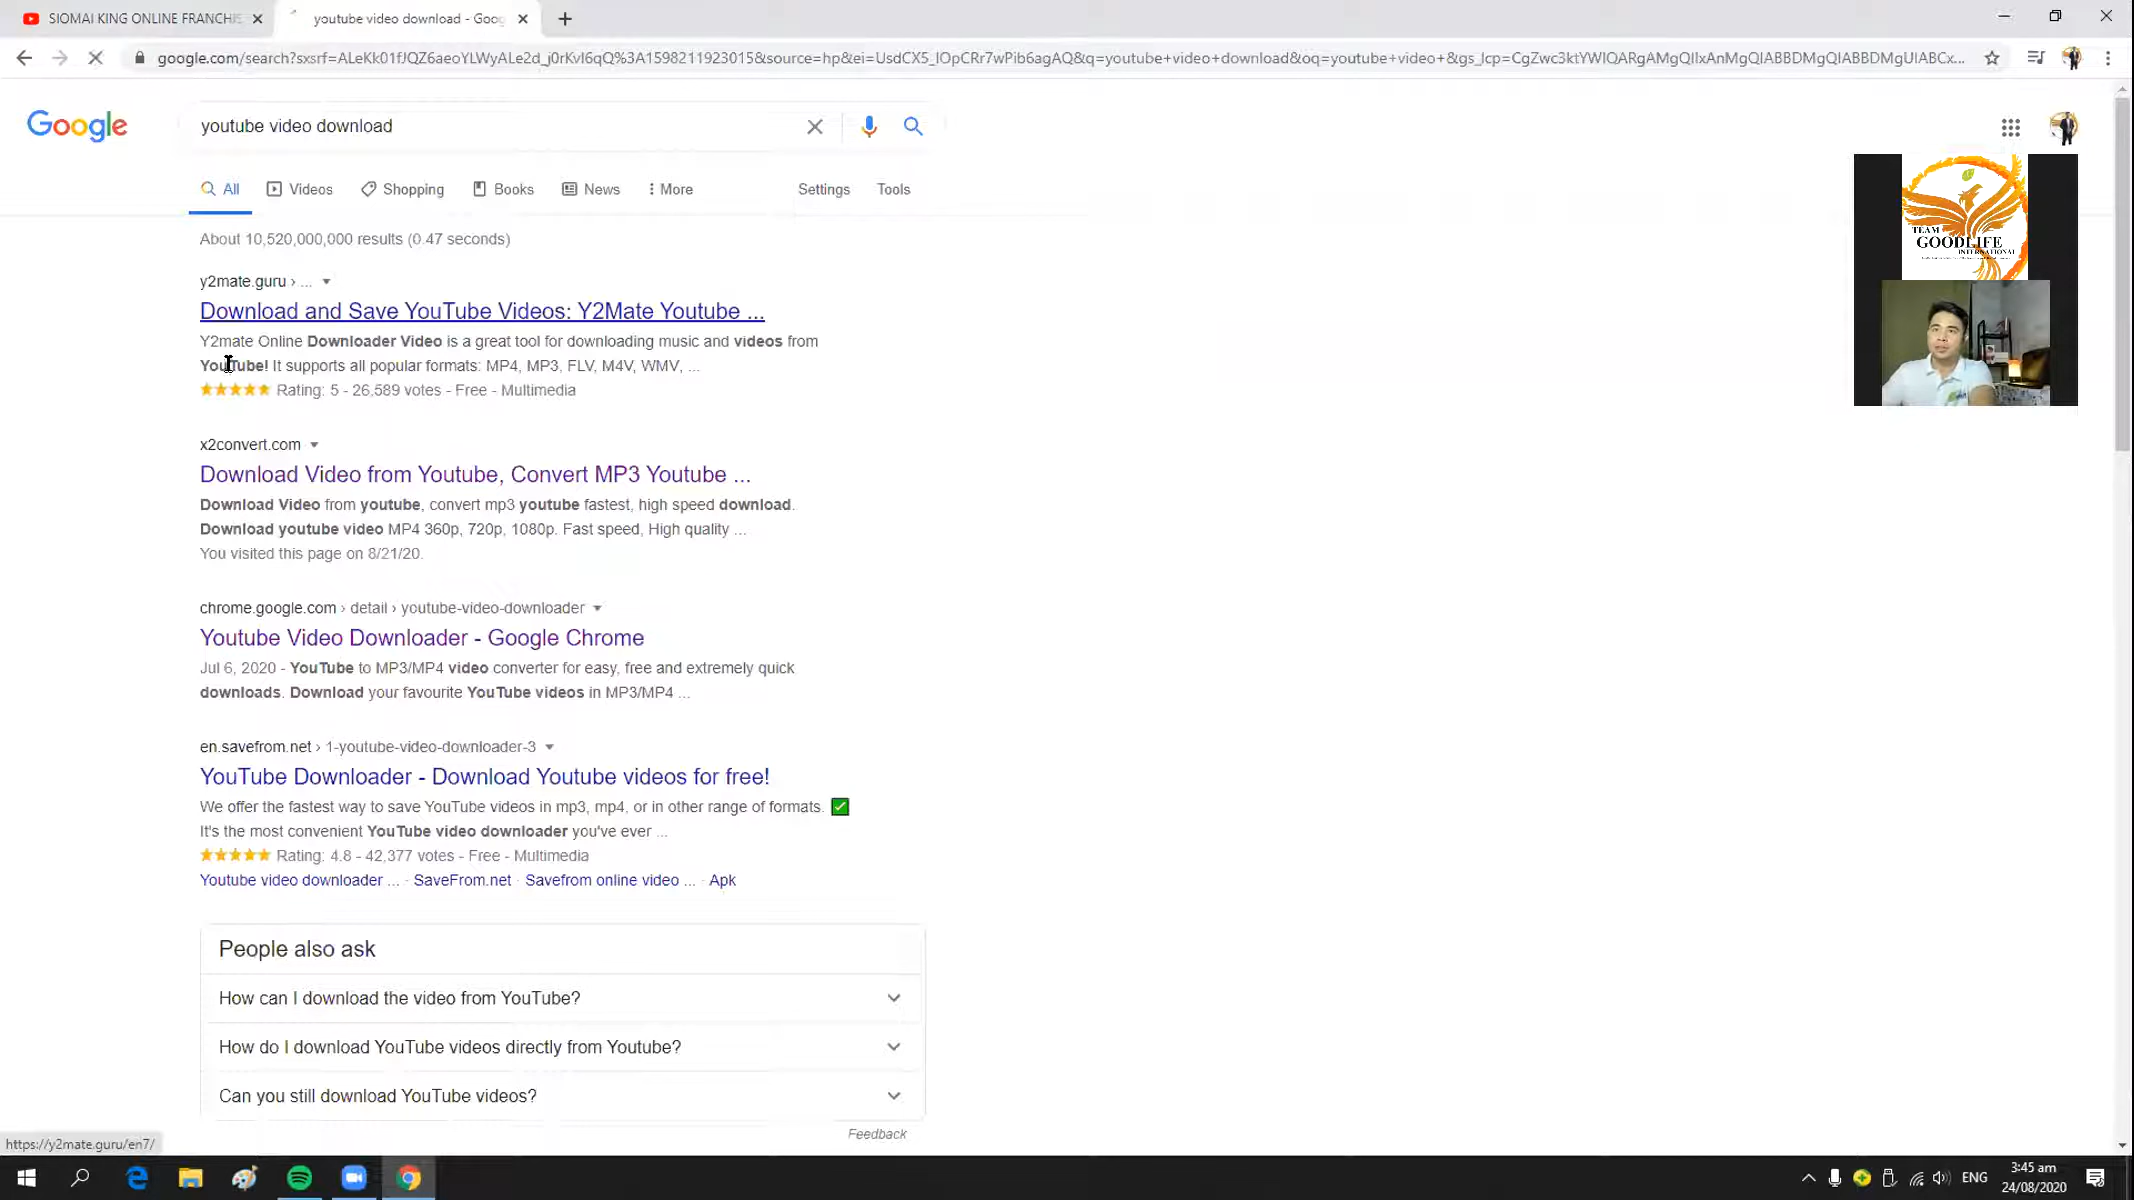 SIOMAI KING ONLINE FRANCHIS
youtube video download - Goog
google.com/search?sxsrf=ALeKk01fJQZ6aeoYLWyALe2d_j0rKvI6qQ%3A1598211923015&source=hp&ei=UsdCX5_IOpCRr7wPib6agAQ&q=youtube+video+download&oq=youtube+video+&gs_lcp=CgZwc3ktYWIQARgAMgQIIxAnMgQIABBDMgQIABBDMgUIABCx...
Google
youtube video download
All
Videos
Shopping
Books
News
More
Settings
Tools
About 10,520,000,000 results (0.47 seconds)
y2mate.guru › ...
Download and Save YouTube Videos: Y2Mate Youtube ...
Y2mate Online Downloader Video is a great tool for downloading music and videos from
YouTube! It supports all popular formats: MP4, MP3, FLV, M4V, WMV, ...
Rating: 5 - 26,589 votes - Free - Multimedia
x2convert.com
Download Video from Youtube, Convert MP3 Youtube ...
Download Video from youtube, convert mp3 youtube fastest, high speed download.
Download youtube video MP4 360p, 720p, 1080p. Fast speed, High quality ...
You visited this page on 8/21/20.
chrome.google.com › detail › youtube-video-downloader
Youtube Video Downloader - Google Chrome
Jul 6, 2020 - YouTube to MP3/MP4 video converter for easy, free and extremely quick
downloads. Download your favourite YouTube videos in MP3/MP4 ...
en.savefrom.net › 1-youtube-video-downloader-3
YouTube Downloader - Download Youtube videos for free!
We offer the fastest way to save YouTube videos in mp3, mp4, or in other range of formats.
It's the most convenient YouTube video downloader you've ever ...
Rating: 4.8 - 42,377 votes - Free - Multimedia
Youtube video downloader ... · SaveFrom.net · Savefrom online video ... · Apk
People also ask
How can I download the video from YouTube?
How do I download YouTube videos directly from Youtube?
Can you still download YouTube videos?
Feedback
TEAM
GOODLIFE
INTERNATIONAL
https://y2mate.guru/en7/
ENG
3:45 am
24/08/2020